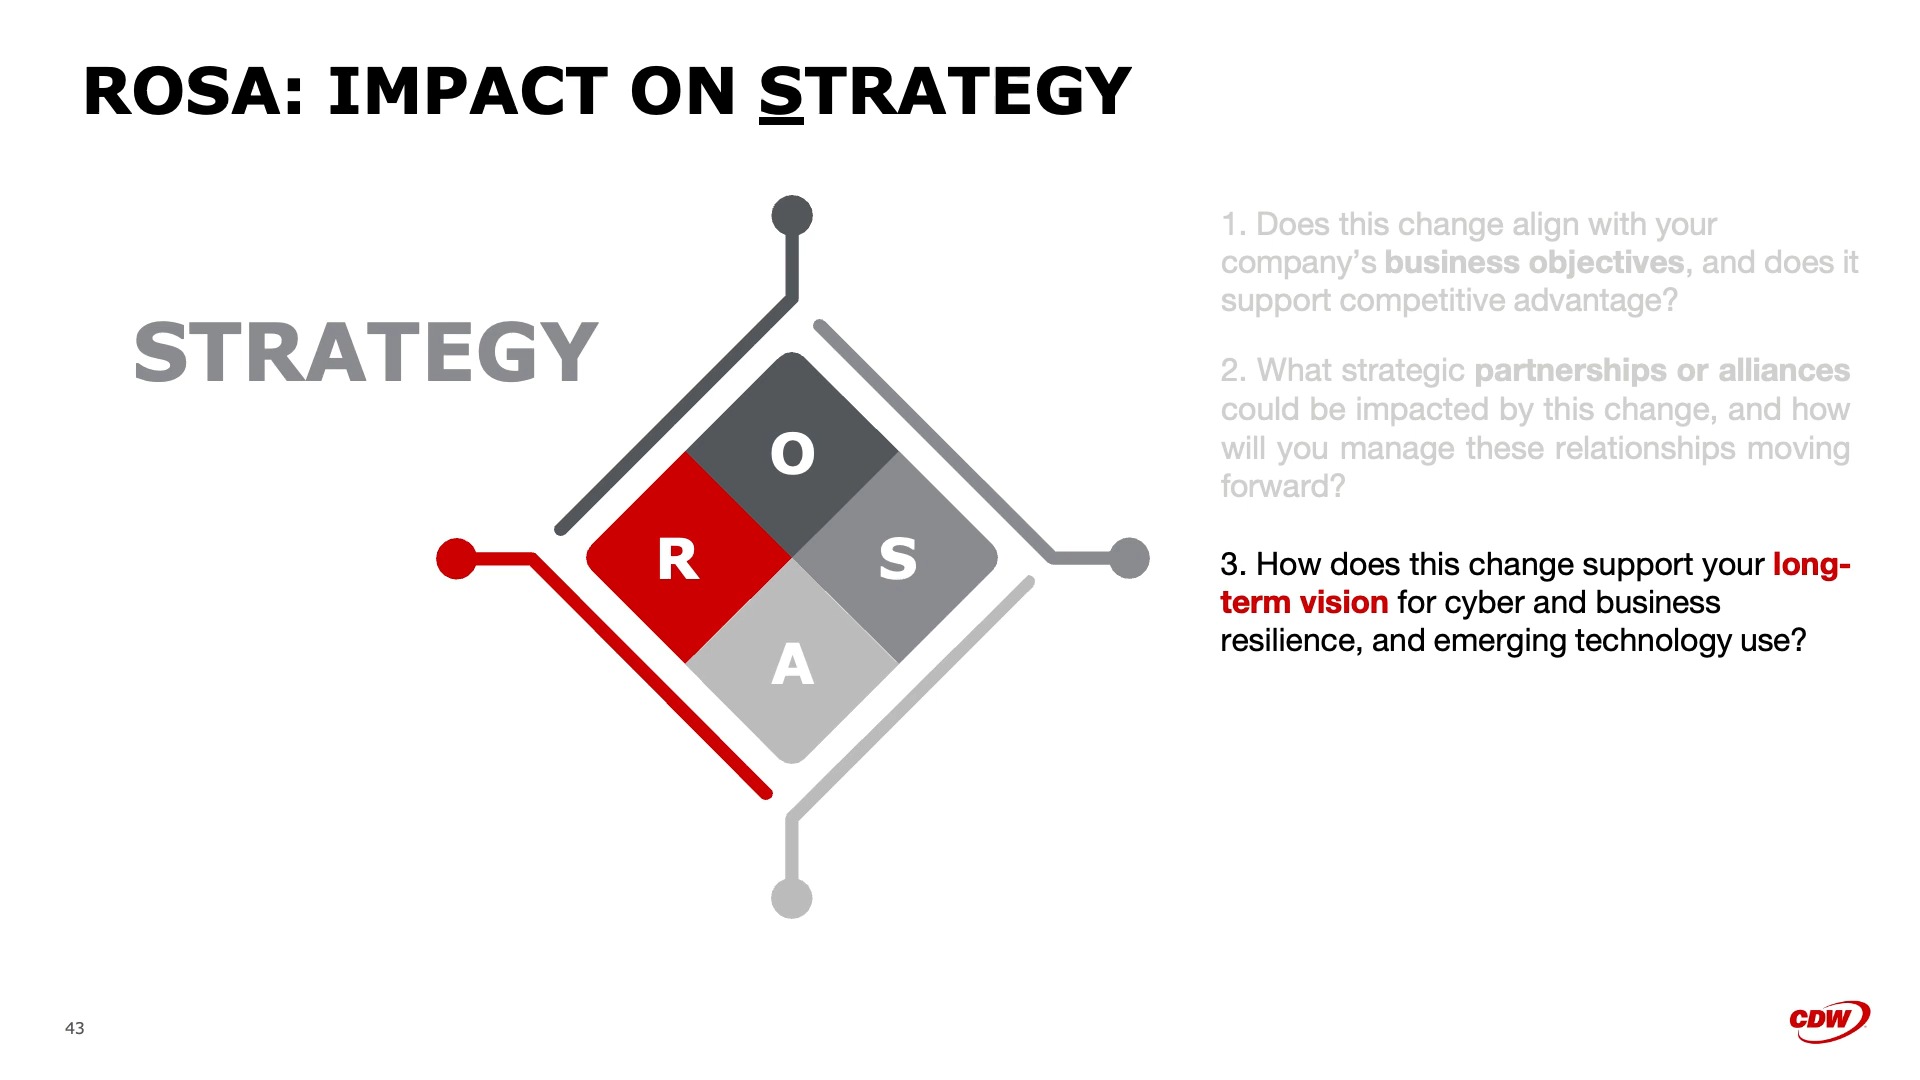 ROSA: IMPACT ON STRATEGY
STRATEGY
O
R
S
A
1. Does this change align with your
company’s business objectives, and does it
support competitive advantage?
2. What strategic partnerships or alliances
could be impacted by this change, and how
will you manage these relationships moving
forward?
3. How does this change support your long-
term vision for cyber and business
resilience, and emerging technology use?
43
CDW